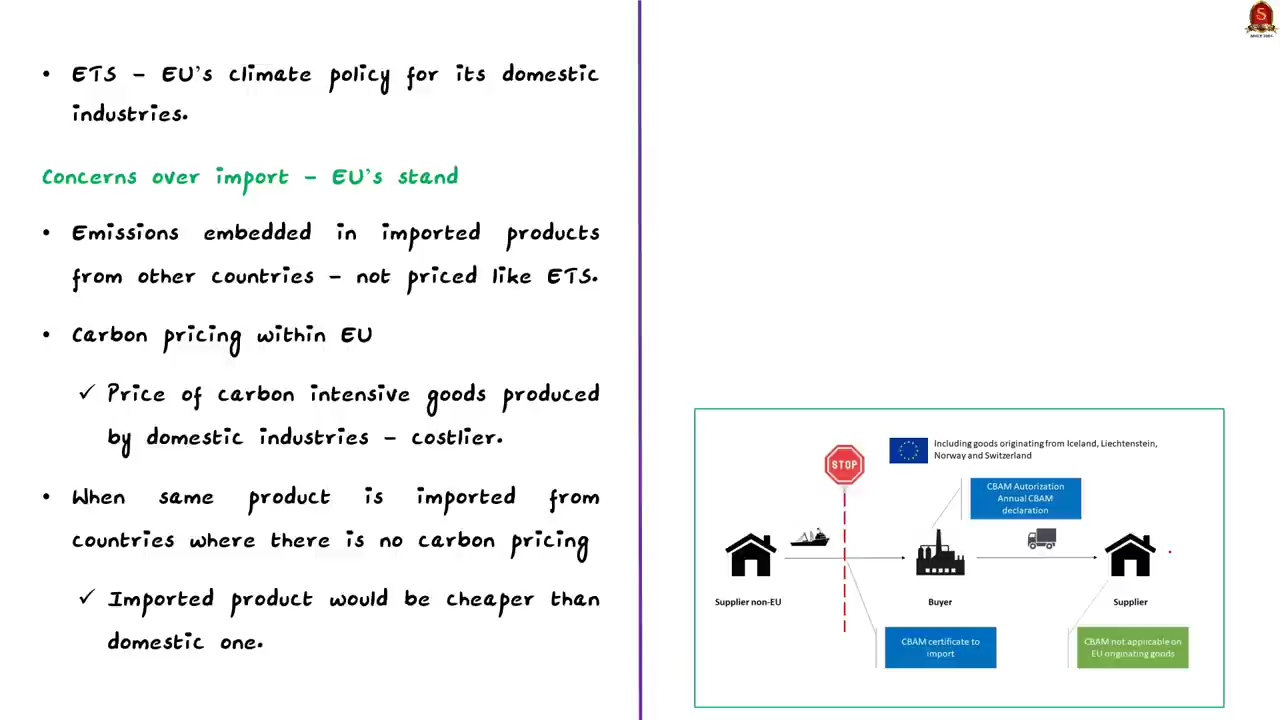 • ETS – EU's climate policy for its domestic
industries.
Concerns over import – EU's stand
• Emissions embedded in imported products
from other countries – not priced like ETS.
• Carbon pricing within EU
✓ Price of carbon intensive goods produced
by domestic industries – costlier.
• When same product is imported from
countries where there is no carbon pricing
✓ Imported product would be cheaper than
domestic one.
S
SINCE 2004
STOP
Including goods originating from Iceland, Liechtenstein,
Norway and Switzerland
CBAM Autorization
Annual CBAM
declaration
Supplier non-EU
Buyer
Supplier
CBAM certificate to
import
CBAM not applicable on
EU originating goods